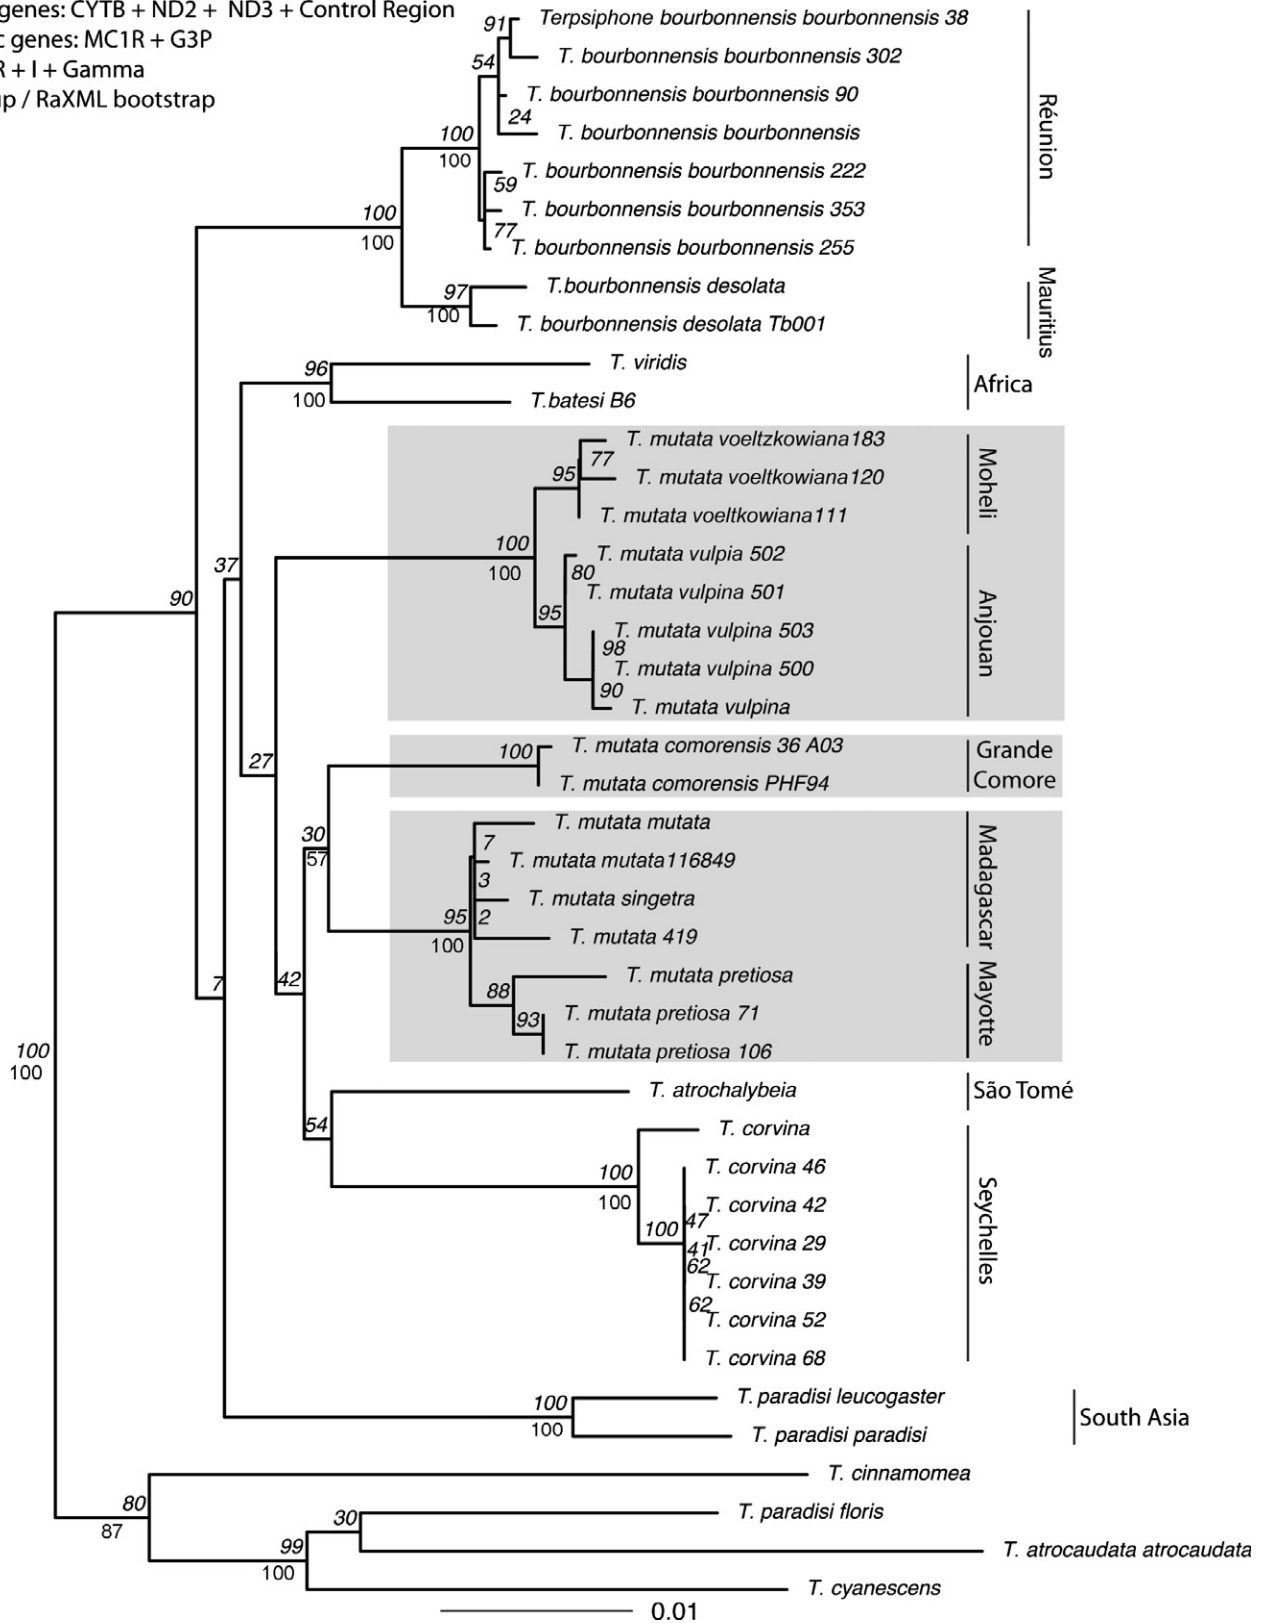 genes: CYTB + ND2 + ND3 + Control Region
c genes: MC1R + G3P
R + I + Gamma
up / RaXML bootstrap
91
Terpsiphone bourbonnensis bourbonnensis 38
54
T. bourbonnensis bourbonnensis 302
T. bourbonnensis bourbonnensis 90
24
100
100
T. bourbonnensis bourbonnensis
T. bourbonnensis bourbonnensis 222
59
T. bourbonnensis bourbonnensis 353
77
T. bourbonnensis bourbonnensis 255
Réunion
100
100
97
100
T.bourbonnensis desolata
T. bourbonnensis desolata Tb001
Mauritius
96
100
T. viridis
T.batesi B6
Africa
T. mutata voeltzkowiana183
77
95
T. mutata voeltkowiana120
T. mutata voeltkowiana111
Moheli
100
100
T. mutata vulpia 502
80
T. mutata vulpina 501
95
T. mutata vulpina 503
98
T. mutata vulpina 500
90
T. mutata vulpina
Anjouan
37
90
27
100
T. mutata comorensis 36 A03
T. mutata comorensis PHF94
Grande
Comore
30
57
T. mutata mutata
7
T. mutata mutata116849
3
T. mutata singetra
95
100
2
T. mutata 419
Madagascar
T. mutata pretiosa
88
T. mutata pretiosa 71
93
T. mutata pretiosa 106
Mayotte
7
42
100
100
T. atrochalybeia
São Tomé
54
T. corvina
100
100
T. corvina 46
T. corvina 42
47
100
41
T. corvina 29
62
T. corvina 39
62
T. corvina 52
T. corvina 68
Seychelles
100
100
T. paradisi leucogaster
T. paradisi paradisi
South Asia
T. cinnamomea
80
87
30
T. paradisi floris
99
100
T. atrocaudata atrocaudata
T. cyanescens
0.01